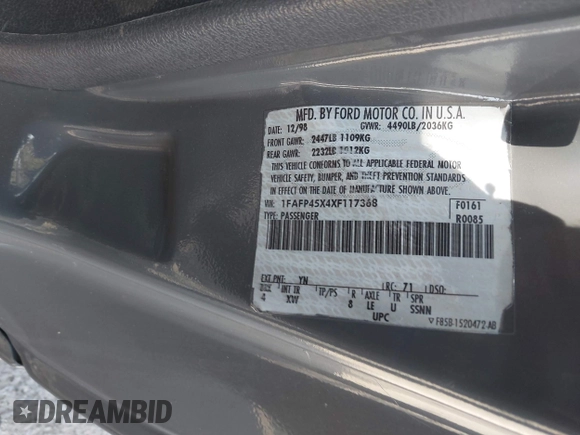 MFD. BY FORD MOTOR CO. IN U.S.A.
DATE: 12/98 GVWR: 4490LB/2036KG
FRONT GAWR: 2447LB 1109KG
REAR GAWR: 2232LB 1012KG
THIS VEHICLE CONFORMS TO ALL APPLICABLE FEDERAL MOTOR
VEHICLE SAFETY, BUMPER, AND THEFT PREVENTION STANDARDS
IN EFFECT ON THE DATE OF MANUFACTURE SHOWN ABOVE.
VIN: 1FAFP45X4XF117368 F0161
TYPE: PASSENGER R0085
EXT PNT: YN RC: 71 DSO:
INT TR TP/PS R AXLE TR SPR
4 XW 8 LE U SSNN
UPC
▽ F85B-1520472-AB
DREAMBID